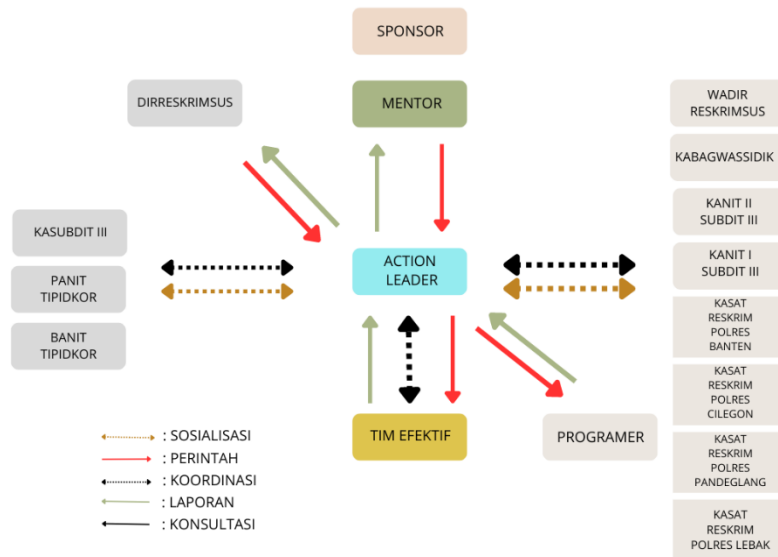 SPONSOR
DIRRESKRIMSUS
MENTOR
WADIR
RESKRIMSUS
KABAGWASSIDIK
KANIT II
SUBDIT III
KANIT I
SUBDIT III
KASAT
RESKRIM
POLRES
BANTEN
KASAT
RESKRIM
POLRES
CILEGON
KASAT
RESKRIM
POLRES
PANDEGLANG
KASAT
RESKRIM
POLRES LEBAK
KASUBDIT III
PANIT
TIPIDKOR
BANIT
TIPIDKOR
ACTION
LEADER
TIM EFEKTIF
PROGRAMER
: SOSIALISASI
: PERINTAH
: KOORDINASI
: LAPORAN
: KONSULTASI